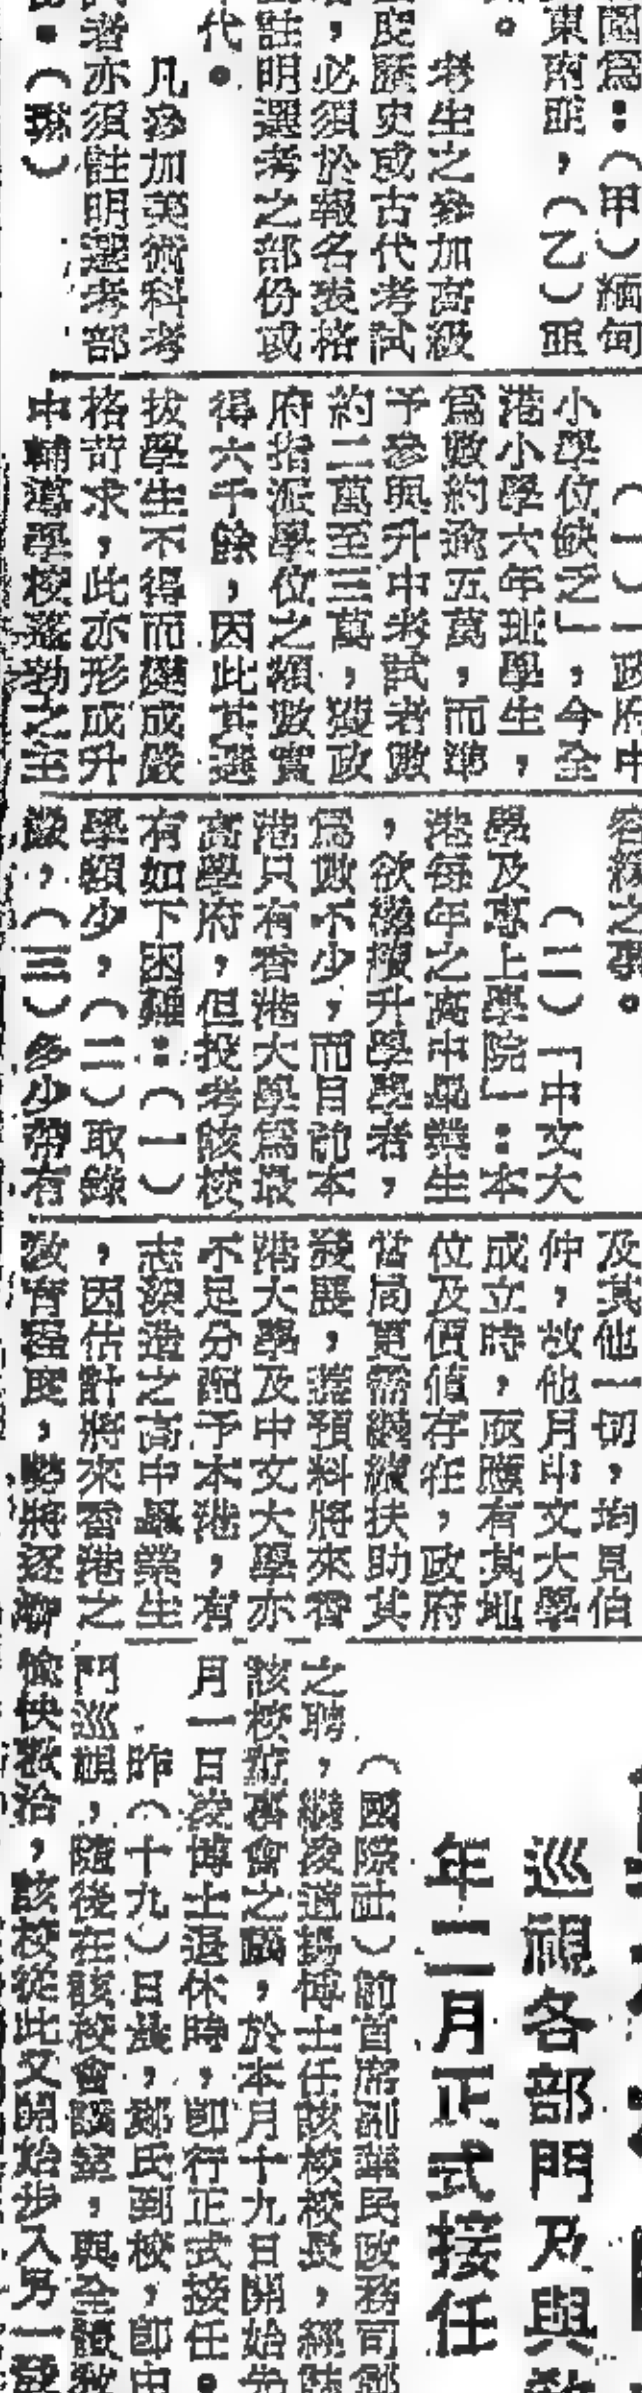 圍爲：（甲）緬甸
東南亞，（乙）亞
考生之參加高級
歷史或古代考試
，必須於報名表格
註明選考之部份或
代。
凡參加美術科考
者亦須註明選考部
（一）「政府中
小學位缺乏」，今全
港小學六年班學生，
爲數約逾五萬，而準
予參與升中考試者數
約二萬至三萬，獲政
府指派學位之額數實
得六千餘，因此其選
拔學生不得而變成嚴
格苛求，此亦形成升
中輔導學校蓬勃之主
（二）「中文大
學及專上學院」：本
港每年之高中畢業生
，欲繼續升學學者，
爲數不少，而目前本
港只有香港大學爲最
高學府，但投考該校
有如下困難：（一）
學額少，（二）取錄
嚴，（三）多少帶有
及其他一切，均見伯
仲，故他月中文大學
成立時，亦應有其地
位及價值存在，政府
當局更需繼續扶助其
發展，據預料將來香
港大學及中文大學亦
不足分配予本港，有
志深造之高中畢業生
，因估計將來香港之
教育程度，勢將逐漸
巡視各部門及與
年二月正式接任
（國際社）前首席副華民政務司
之聘，繼凌道揚博士任該校校長，經
該校董事會之議，於本月十九日開始先
月一日凌博士退休時，即行正式接任。
昨（十九）日晨，鄭氏到校，即由
門巡視，隨後在該校會議室，與全體教
愉快教洽，該校從此又開始步入另一